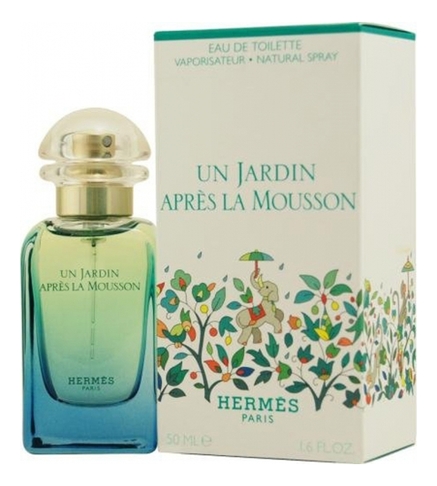 UN JARDIN
APRÈS LA MOUSSON
HERMÈS
PARIS
EAU DE TOILETTE
VAPORISATEUR • NATURAL SPRAY
UN JARDIN
APRÈS LA MOUSSON
HERMÈS
PARIS
50 ML℮ 1.6 FL.OZ.